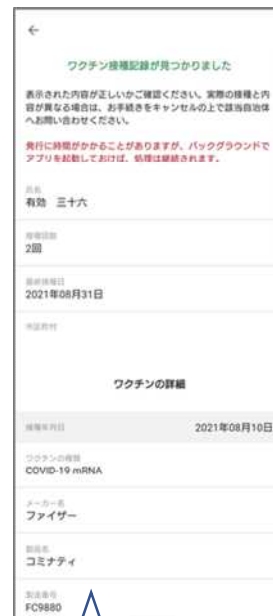 ワクチン接種記録が見つかりました
表示された内容が正しいかご確認ください。実際の接種と内
容が異なる場合は、お手続きをキャンセルの上で該当自治体
へお問い合わせください。
発行に時間がかかることがありますが、バックグラウンドで
アプリを起動しておけば、処理は継続されます。
氏名
有効 三十六
接種回数
2回
最終接種日
2021年08月31日
市区町村
ワクチンの詳細
接種年月日 2021年08月10日
ワクチンの種類
COVID-19 mRNA
メーカー名
ファイザー
製品名
コミナティ
製造番号
FC9880